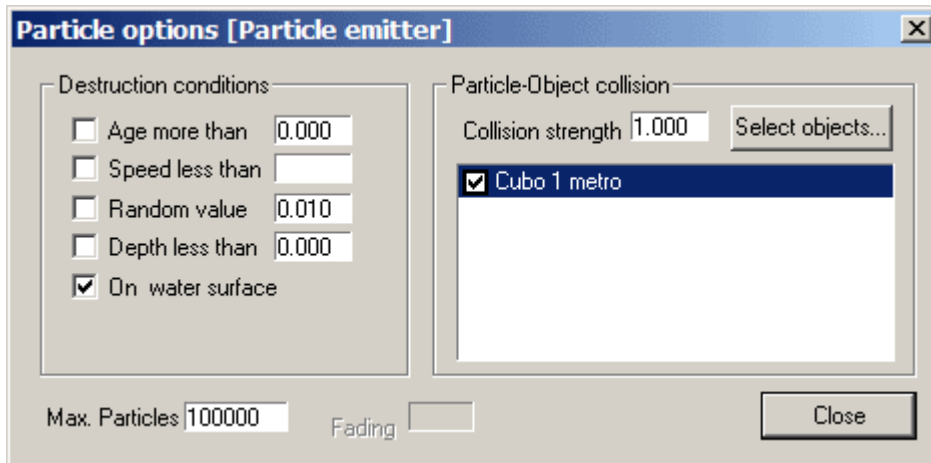 Particle options [Particle emitter]
Destruction conditions
Age more than 0.000
Speed less than
Random value 0.010
Depth less than 0.000
On water surface
Particle-Object collision
Collision strength 1.000 Select objects...
Cubo 1 metro
Max. Particles 100000
Fading
Close